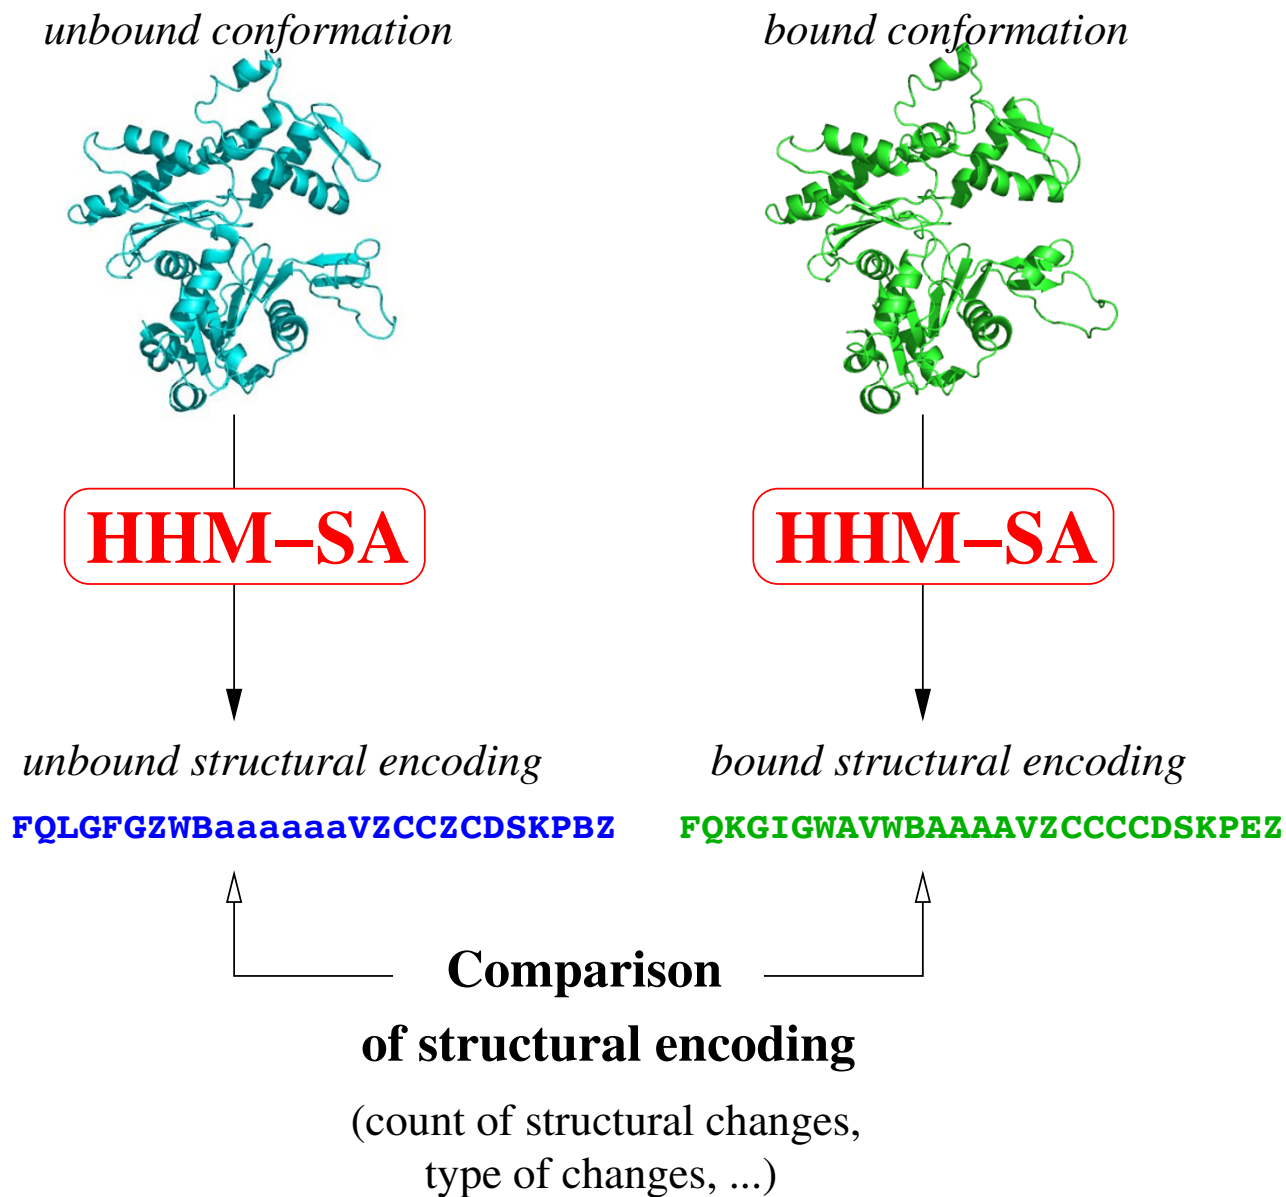 unbound conformation
bound conformation
HHM–SA
HHM–SA
unbound structural encoding
bound structural encoding
FQLGFGZWBaaaaaaVZCCZCDSKPBZ
FQKGIGWAVWBAAAAVZCCCCDSKPEZ
Comparison
of structural encoding
(count of structural changes,
type of changes, ...)